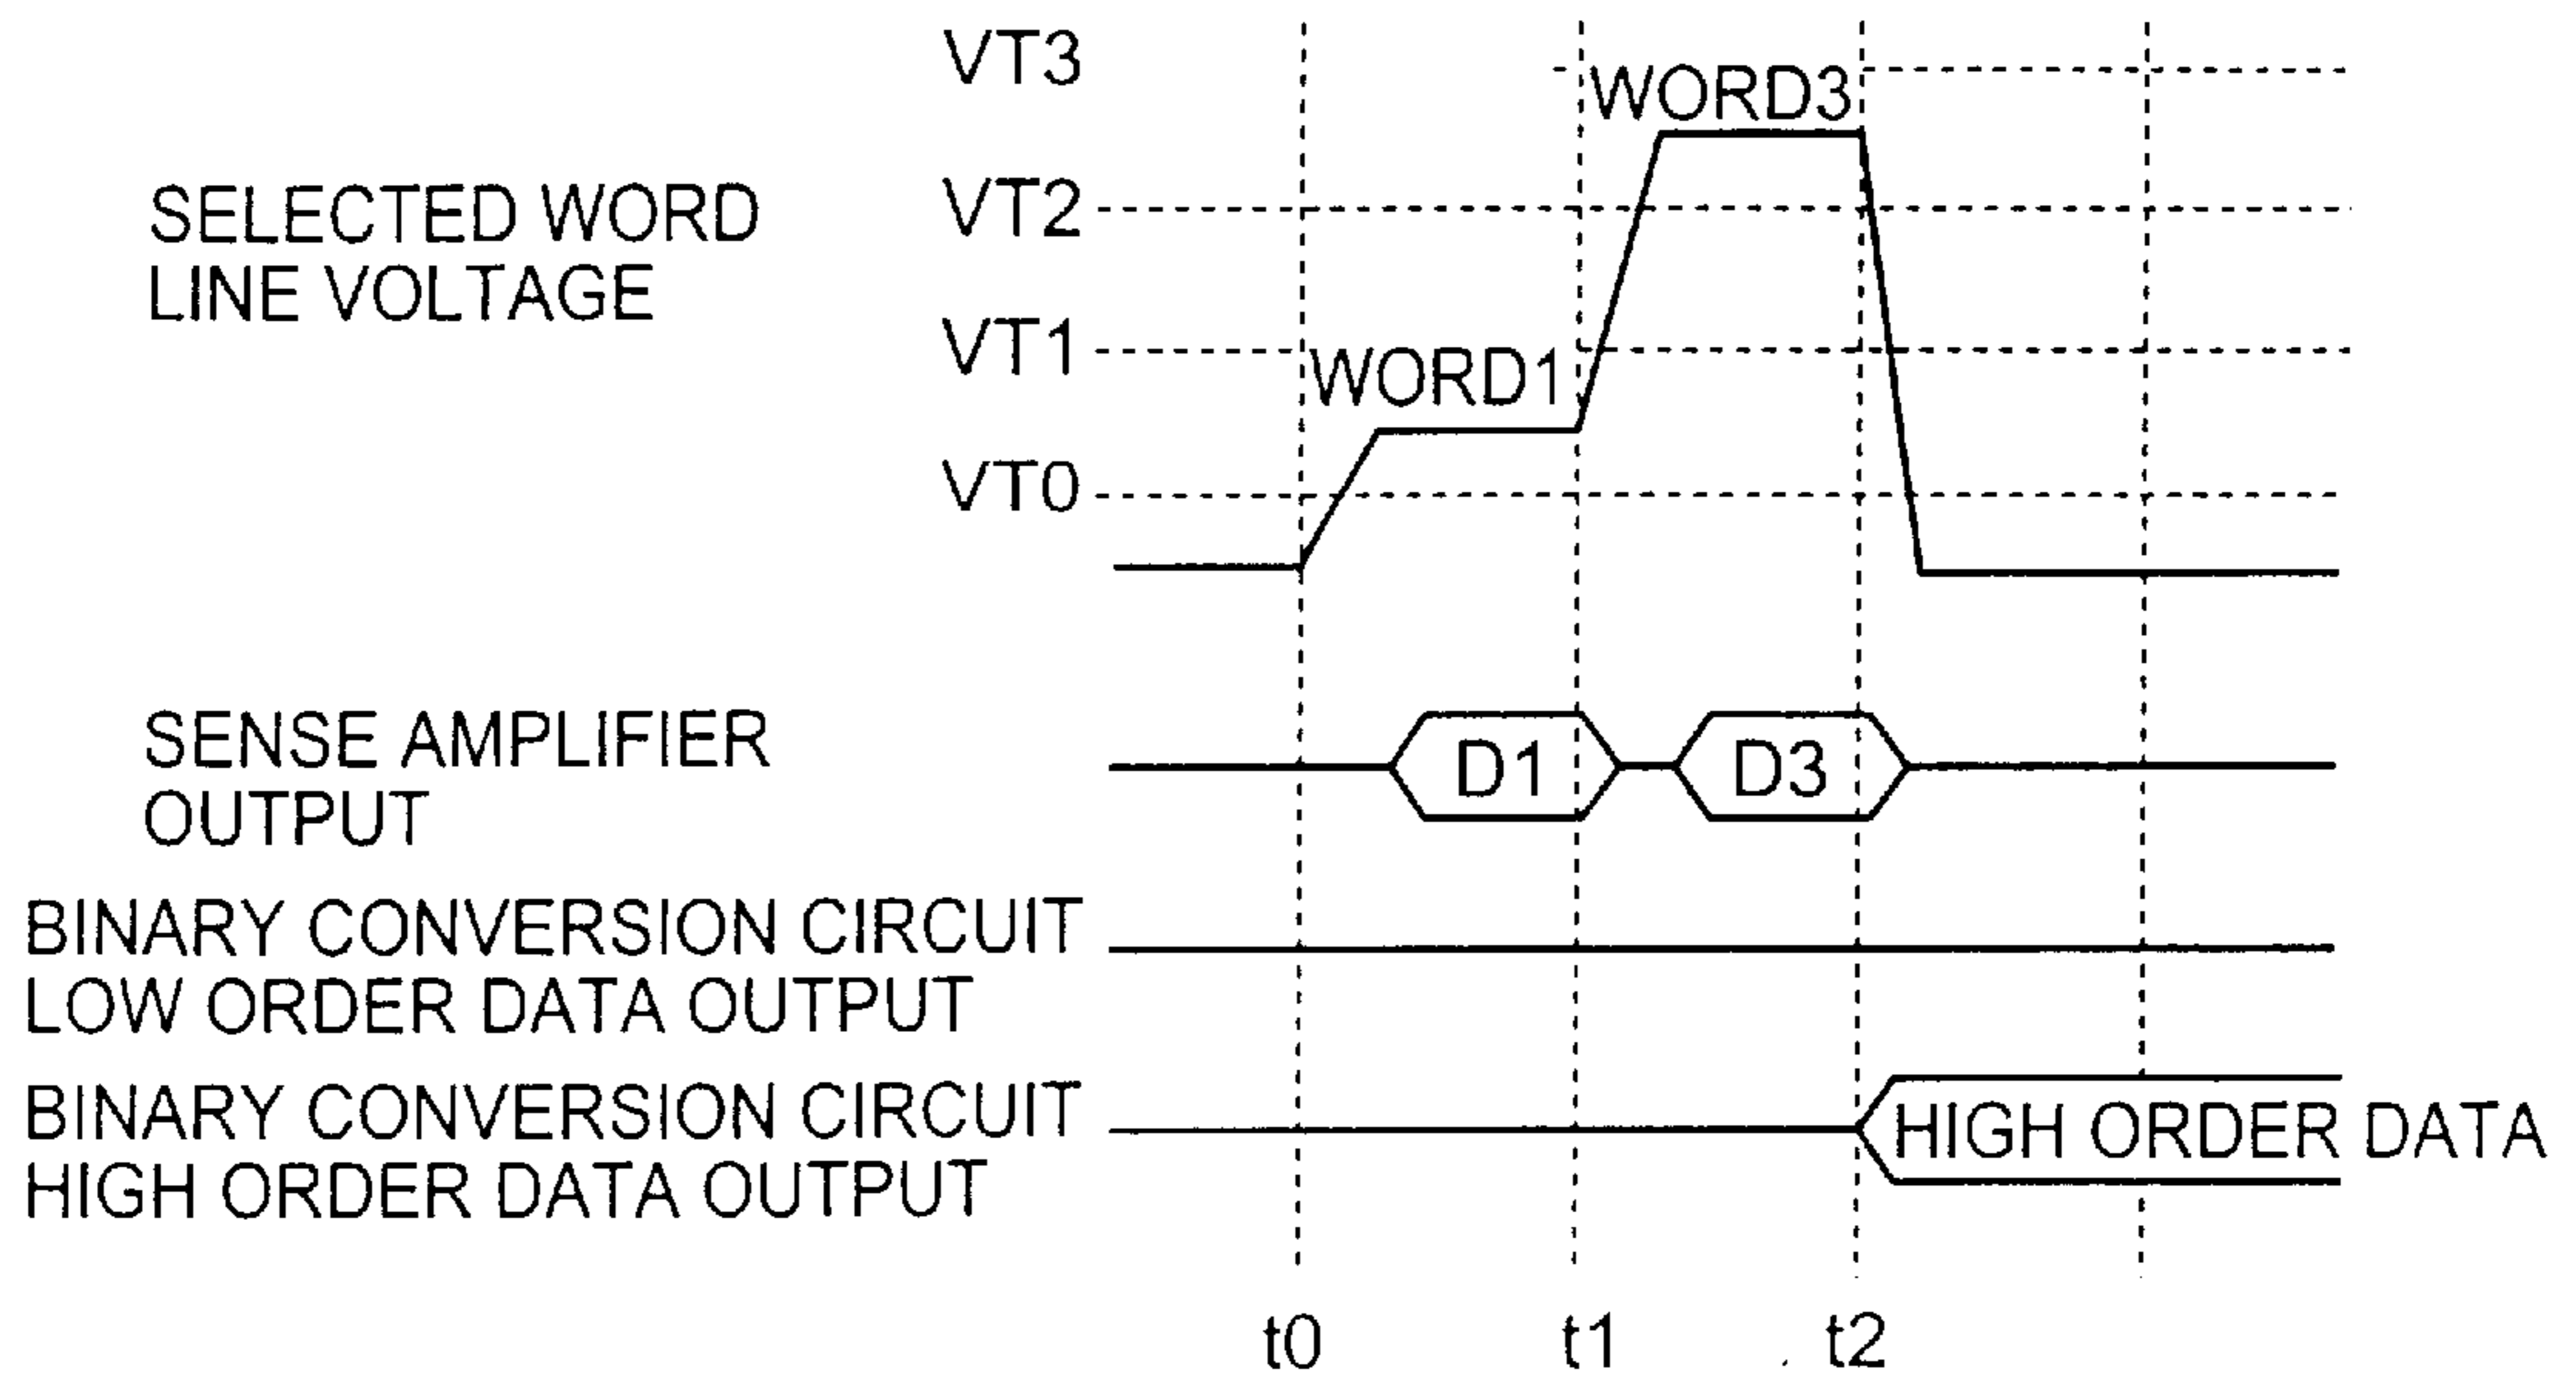 VT3
WORD3
SELECTED WORD
LINE VOLTAGE
VT2
VT1
WORD1
VT0
SENSE AMPLIFIER
OUTPUT
D1
D3
BINARY CONVERSION CIRCUIT
LOW ORDER DATA OUTPUT
BINARY CONVERSION CIRCUIT
HIGH ORDER DATA OUTPUT
HIGH ORDER DATA
t0
t1
t2